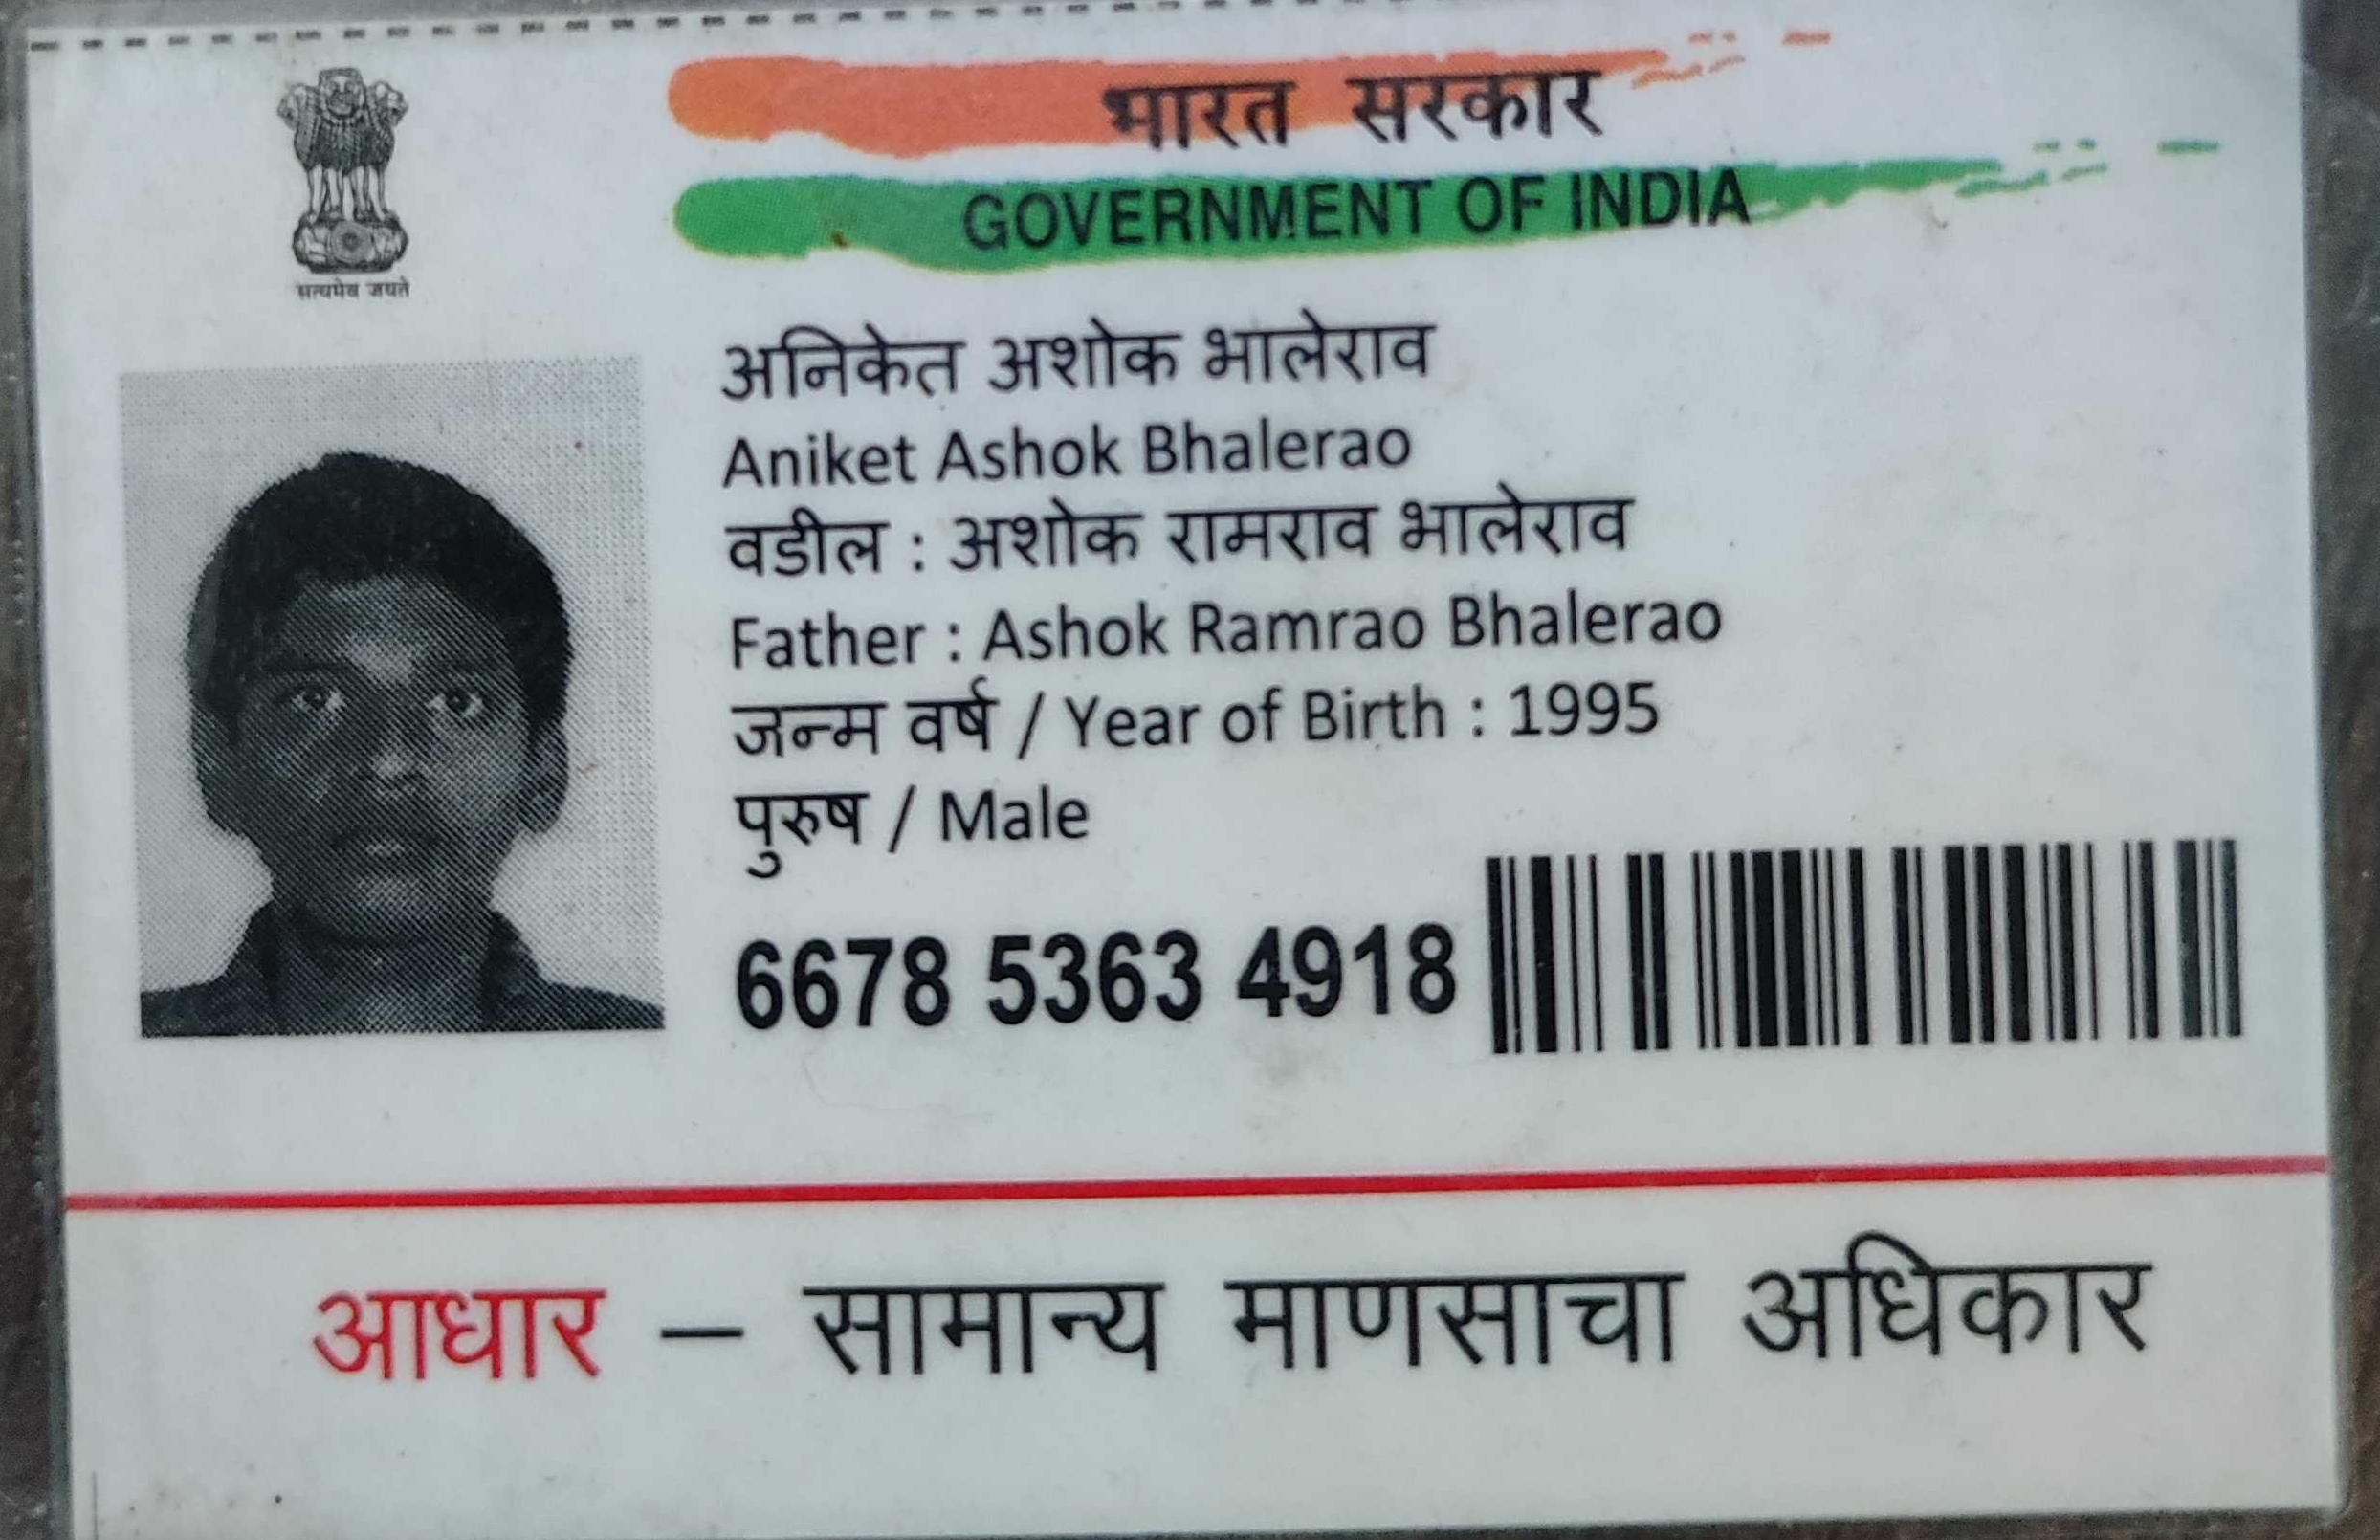 भारत सरकार
GOVERNMENT OF INDIA
सत्यमेव जयते
अनिकेत अशोक भालेराव
Aniket Ashok Bhalerao
वडील : अशोक रामराव भालेराव
Father : Ashok Ramrao Bhalerao
जन्म वर्ष / Year of Birth : 1995
पुरुष / Male
6678 5363 4918
आधार – सामान्य माणसाचा अधिकार